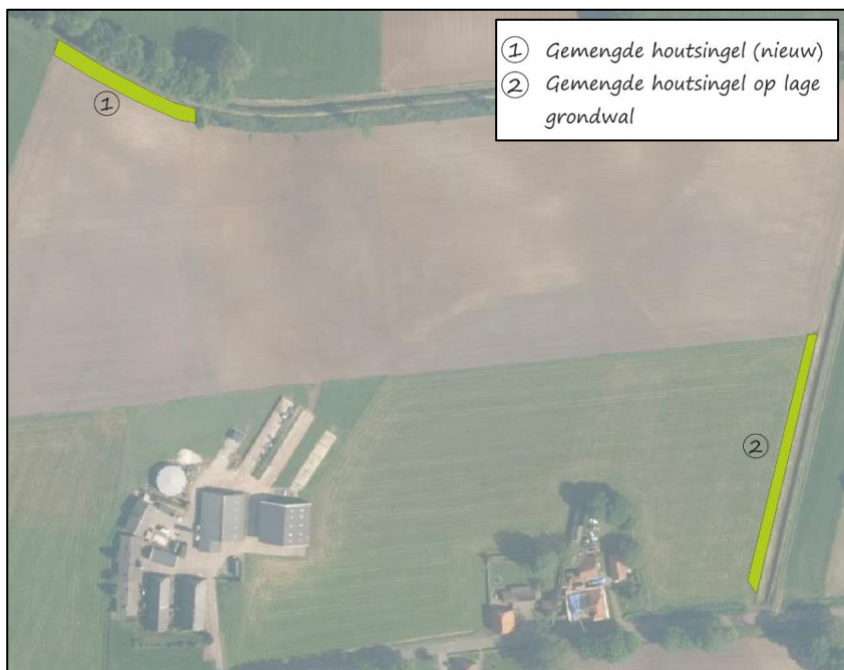 ① Gemengde houtsingel (nieuw)
② Gemengde houtsingel op lage
grondwal
①
②